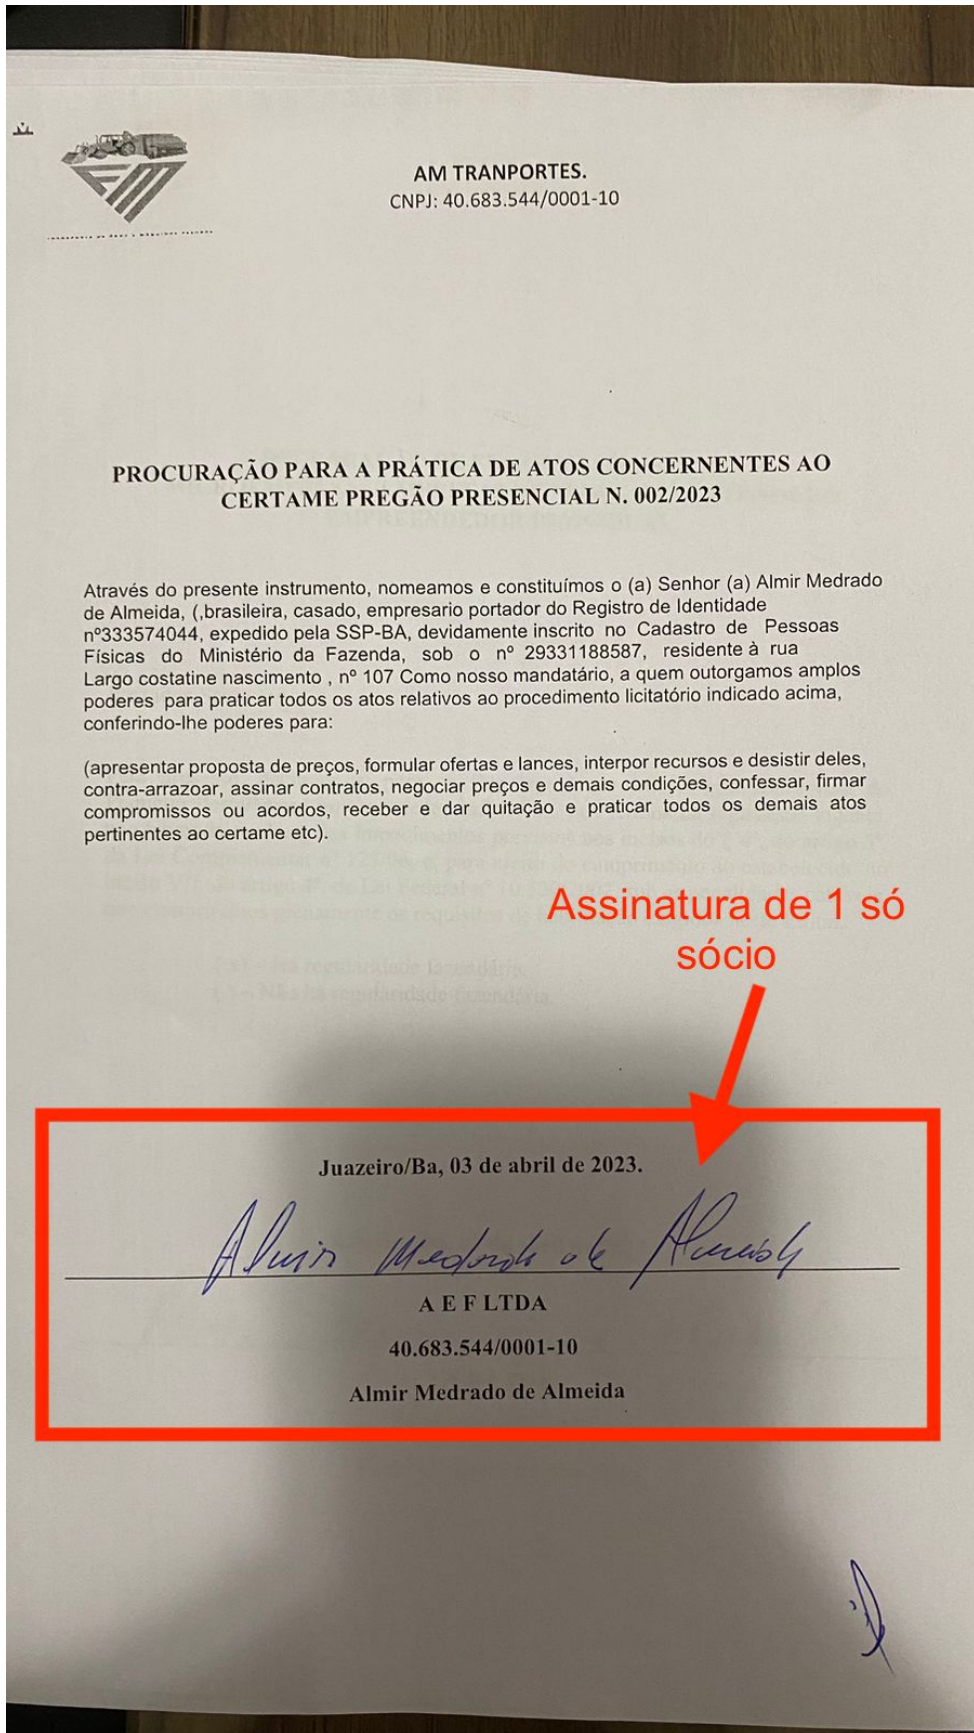 AM TRANPORTES.
CNPJ: 40.683.544/0001-10
PROCURAÇÃO PARA A PRÁTICA DE ATOS CONCERNENTES AO
CERTAME PREGÃO PRESENCIAL N. 002/2023
Através do presente instrumento, nomeamos e constituímos o (a) Senhor (a) Almir Medrado
de Almeida, (,brasileira, casado, empresario portador do Registro de Identidade
nº333574044, expedido pela SSP-BA, devidamente inscrito no Cadastro de Pessoas
Físicas do Ministério da Fazenda, sob o nº 29331188587, residente à rua
Largo costatine nascimento , nº 107 Como nosso mandatário, a quem outorgamos amplos
poderes para praticar todos os atos relativos ao procedimento licitatório indicado acima,
conferindo-lhe poderes para:
(apresentar proposta de preços, formular ofertas e lances, interpor recursos e desistir deles,
contra-arrazoar, assinar contratos, negociar preços e demais condições, confessar, firmar
compromissos ou acordos, receber e dar quitação e praticar todos os demais atos
pertinentes ao certame etc).
Assinatura de 1 só
sócio
Juazeiro/Ba, 03 de abril de 2023.
Almir Medrado de Almeida
A E F LTDA
40.683.544/0001-10
Almir Medrado de Almeida